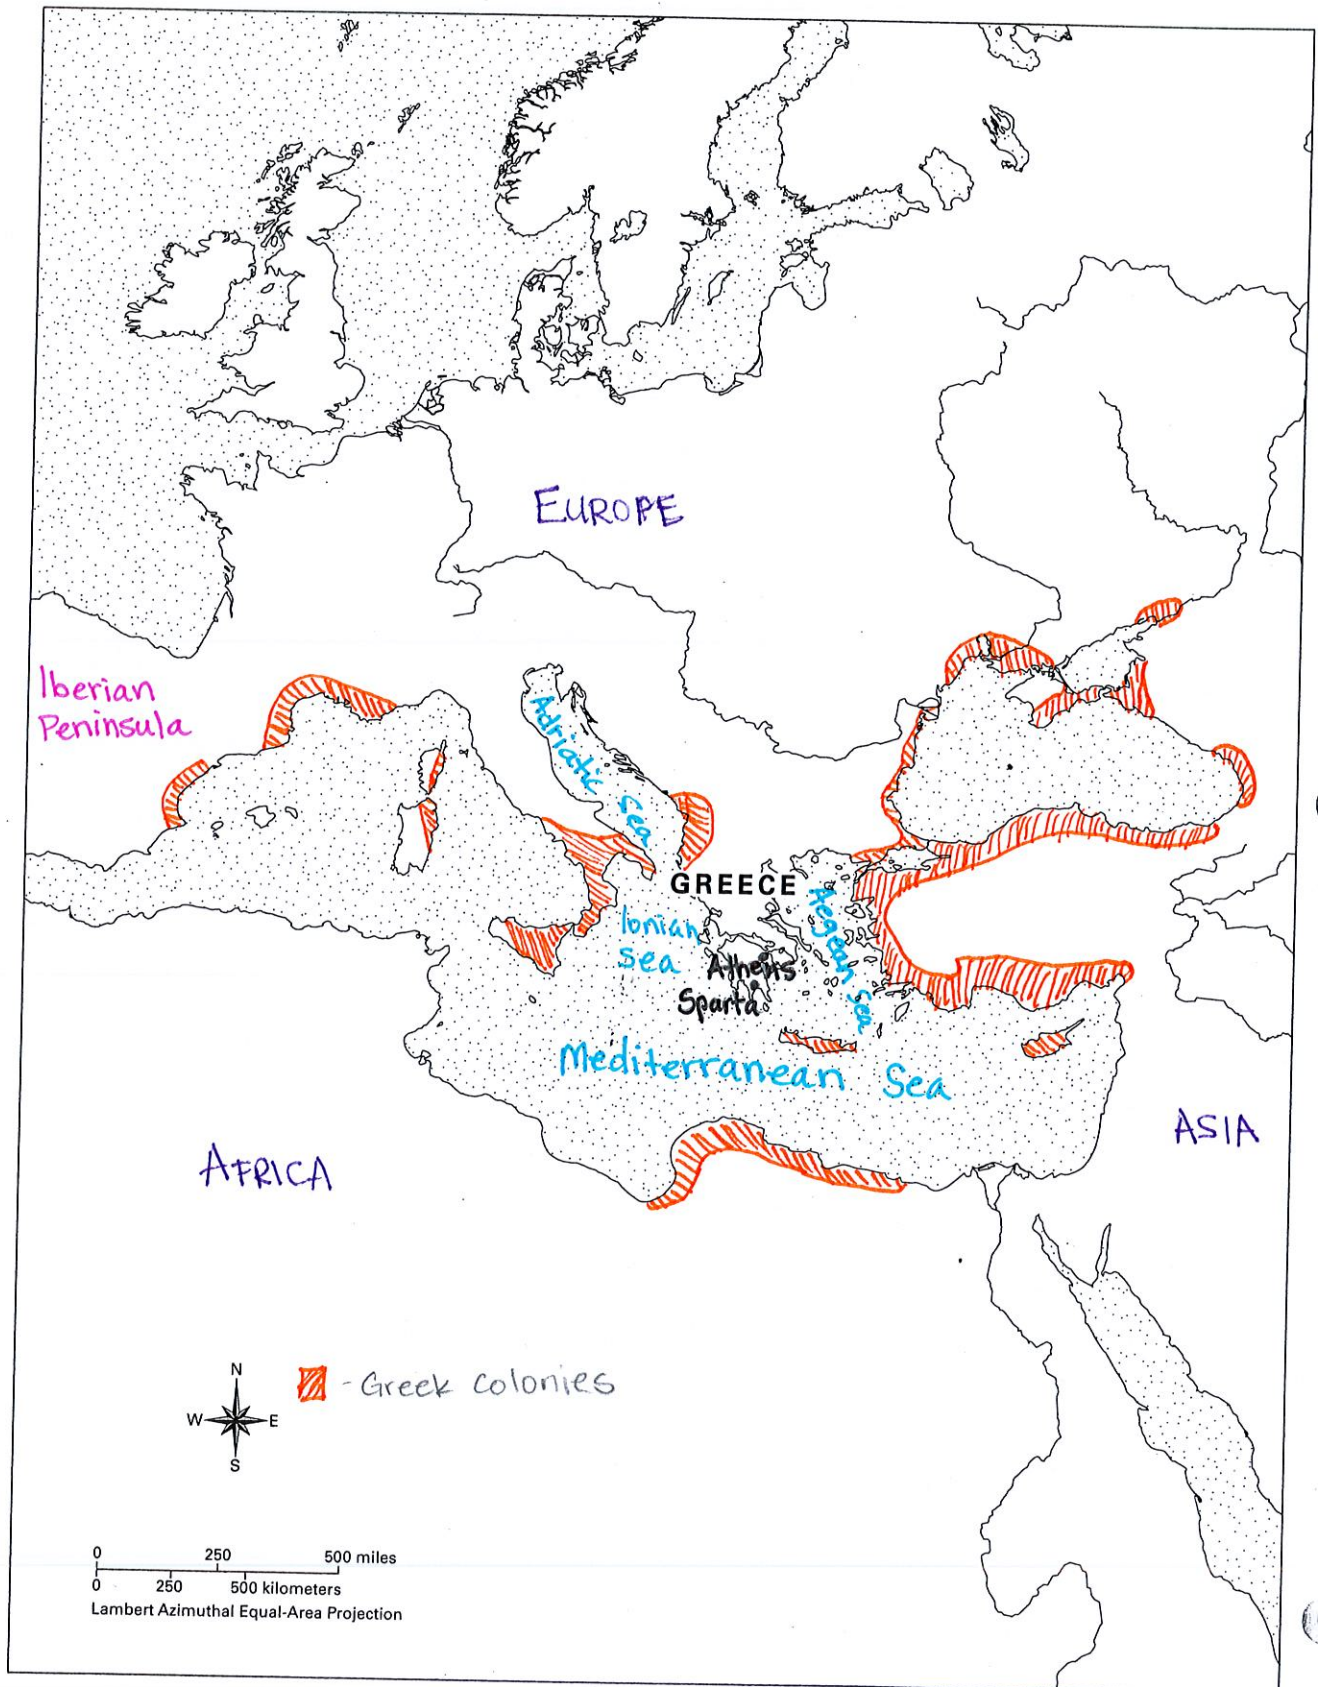 EUROPE
Iberian
Peninsula
Adriatic Sea
GREECE
Aegean Sea
Ionian
Sea
Athens
Sparta
Mediterranean Sea
ASIA
AFRICA
- Greek colonies
N
W E
S
0 250 500 miles
0 250 500 kilometers
Lambert Azimuthal Equal-Area Projection